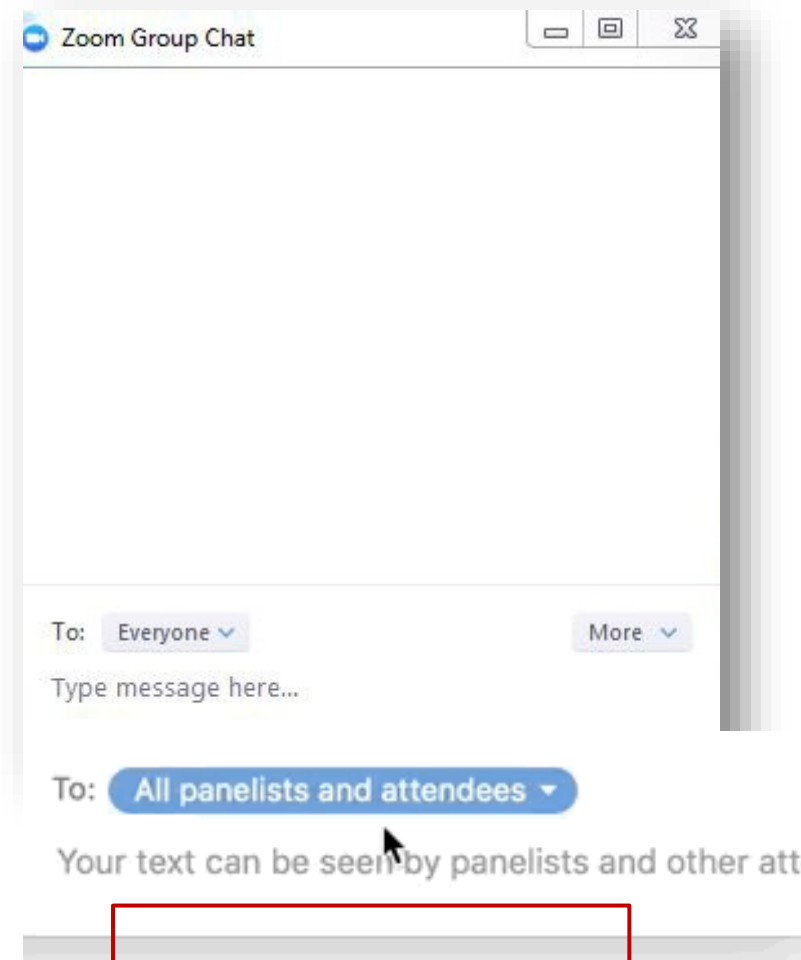 Zoom Group Chat
To: Everyone More
Type message here...
To: All panelists and attendees
Your text can be seen by panelists and other att